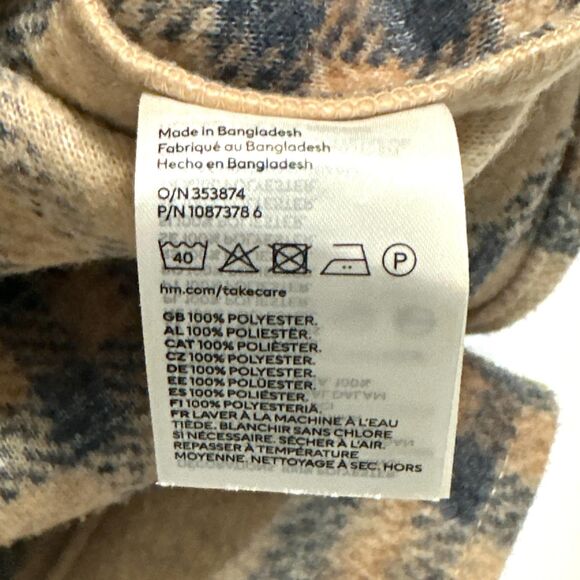 Made in Bangladesh
Fabriqué au Bangladesh
Hecho en Bangladesh
O/N 353874
P/N 1087378 6
40
P
hm.com/takecare
GB 100% POLYESTER.
AL 100% POLIESTËR.
CAT 100% POLIÈSTER.
CZ 100% POLYESTER.
DE 100% POLYESTER.
EE 100% POLÜESTER.
ES 100% POLIÉSTER.
FI 100% POLYESTERIÄ.
FR LAVER À LA MACHINE À L'EAU
TIÈDE. BLANCHIR SANS CHLORE
SI NÉCESSAIRE. SÉCHER À L'AIR.
REPASSER À TEMPÉRATURE
MOYENNE. NETTOYAGE À SEC, HORS